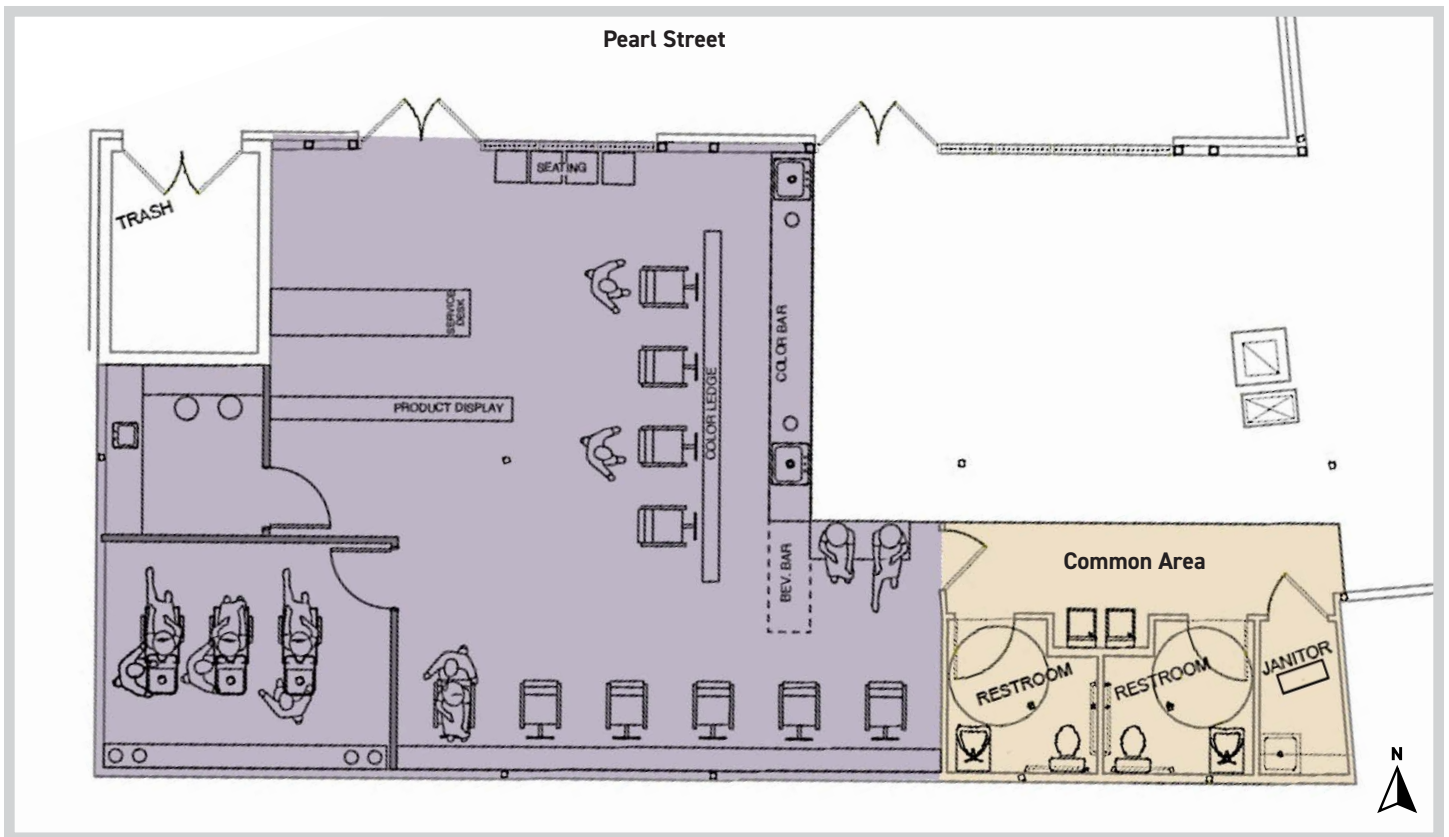 Pearl Street
SEATING
TRASH
SERVICE
DESK
COLOR BAR
PRODUCT DISPLAY
COLOR LEDGE
BEV. BAR
Common Area
RESTROOM
RESTROOM
JANITOR
N